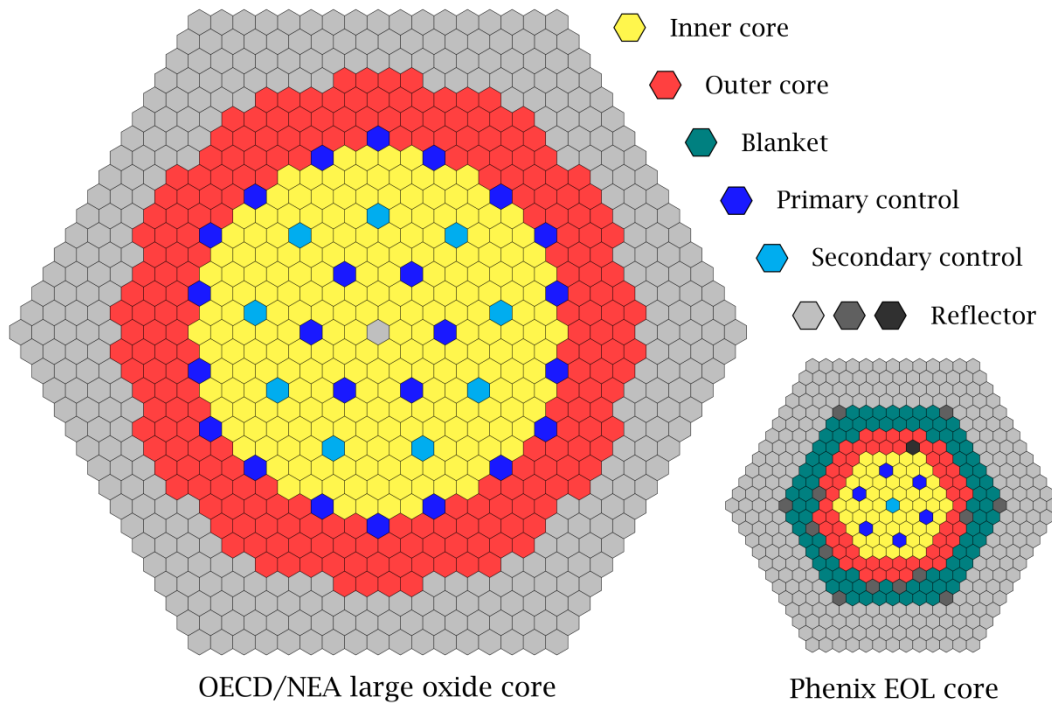 Inner core
Outer core
Blanket
Primary control
Secondary control
Reflector
OECD/NEA large oxide core
Phenix EOL core